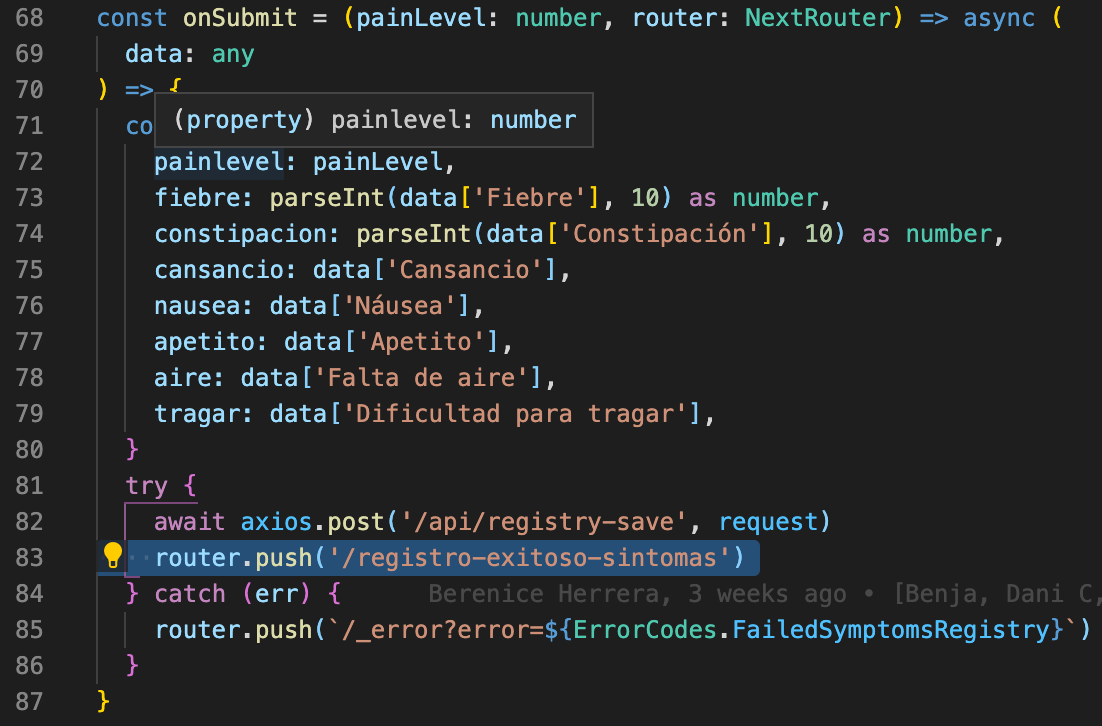 68 const onSubmit = (painLevel: number, router: NextRouter) => async (
69 data: any
70 ) => {
(property) painlevel: number
71 co
72 painlevel: painLevel,
73 fiebre: parseInt(data['Fiebre'], 10) as number,
74 constipacion: parseInt(data['Constipación'], 10) as number,
75 cansancio: data['Cansancio'],
76 nausea: data['Náusea'],
77 apetito: data['Apetito'],
78 aire: data['Falta de aire'],
79 tragar: data['Dificultad para tragar'],
80 }
81 try {
82 await axios.post('/api/registry-save', request)
83 router.push('/registro-exitoso-sintomas')
84 } catch (err) { Berenice Herrera, 3 weeks ago • [Benja, Dani C,
85 router.push(`/_error?error=${ErrorCodes.FailedSymptomsRegistry}`)
86 }
87 }